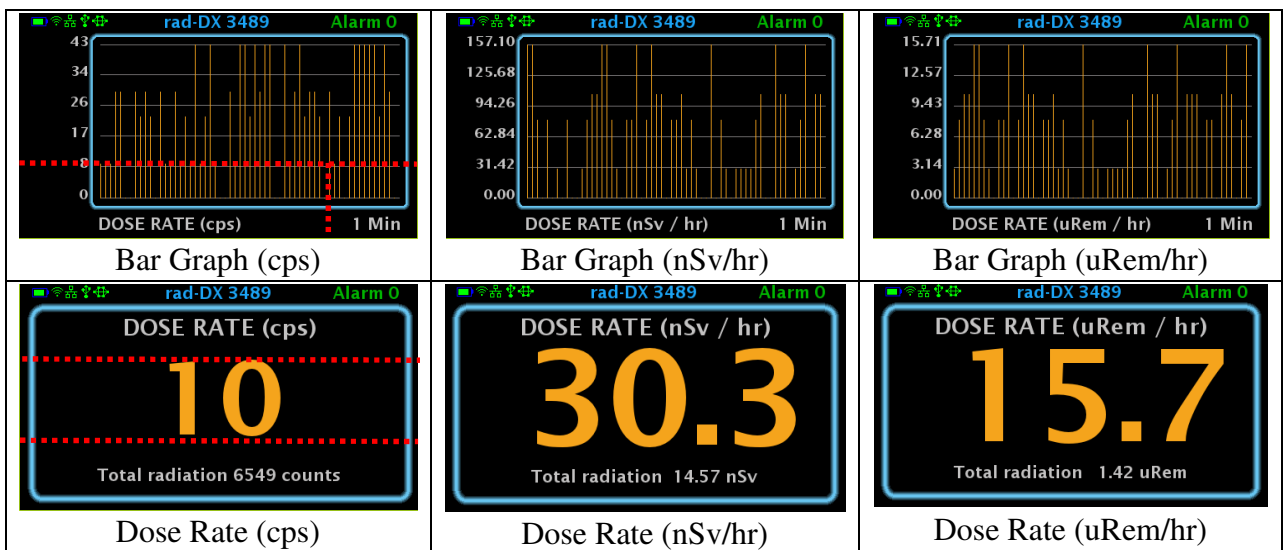 rad-DX 3489 Alarm 0
43
34
26
17
8
0
DOSE RATE (cps) 1 Min
Bar Graph (cps)
rad-DX 3489 Alarm 0
157.10
125.68
94.26
62.84
31.42
0.00
DOSE RATE (nSv / hr) 1 Min
Bar Graph (nSv/hr)
rad-DX 3489 Alarm 0
15.71
12.57
9.43
6.28
3.14
0.00
DOSE RATE (uRem / hr) 1 Min
Bar Graph (uRem/hr)
rad-DX 3489 Alarm 0
DOSE RATE (cps)
10
Total radiation 6549 counts
Dose Rate (cps)
rad-DX 3489 Alarm 0
DOSE RATE (nSv / hr)
30.3
Total radiation 14.57 nSv
Dose Rate (nSv/hr)
rad-DX 3489 Alarm 0
DOSE RATE (uRem / hr)
15.7
Total radiation 1.42 uRem
Dose Rate (uRem/hr)